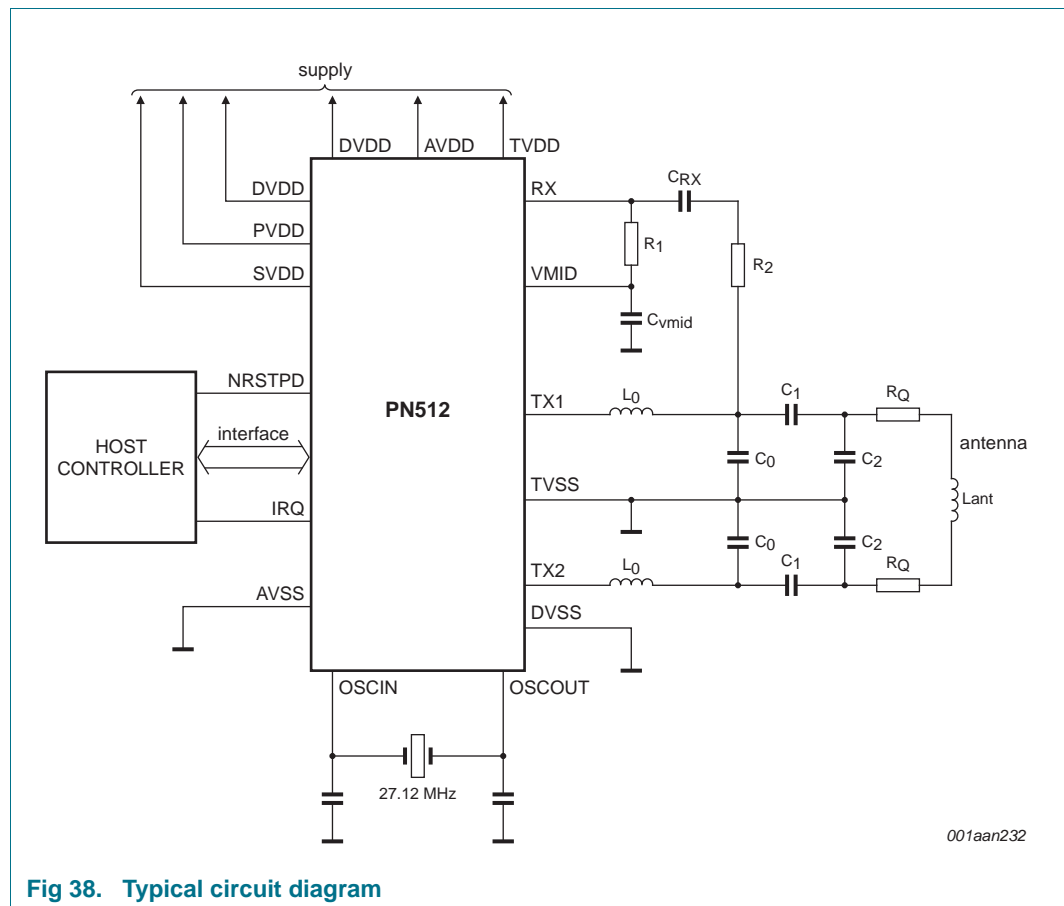 supply
DVDD AVDD TVDD
DVDD
PVDD
SVDD
RX
CRX
R1
R2
VMID
Cvmid
HOST
CONTROLLER
NRSTPD
interface
IRQ
PN512
TX1
L0
C1
RQ
antenna
C0
C2
TVSS
Lant
C0
C2
TX2
L0
C1
RQ
AVSS
DVSS
OSCIN
OSCOUT
27.12 MHz
001aan232
Fig 38. Typical circuit diagram